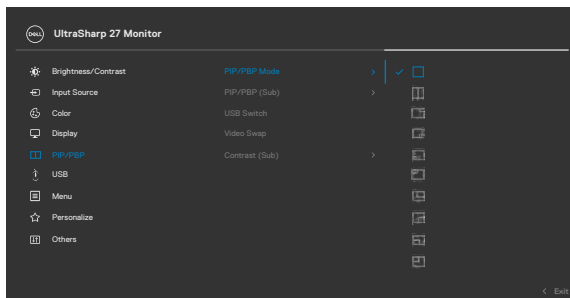 DELL UltraSharp 27 Monitor
Brightness/Contrast PIP/PBP Mode
Input Source PIP/PBP (Sub)
Color USB Switch
Display Video Swap
PIP/PBP Contrast (Sub)
USB
Menu
Personalize
Others
Exit